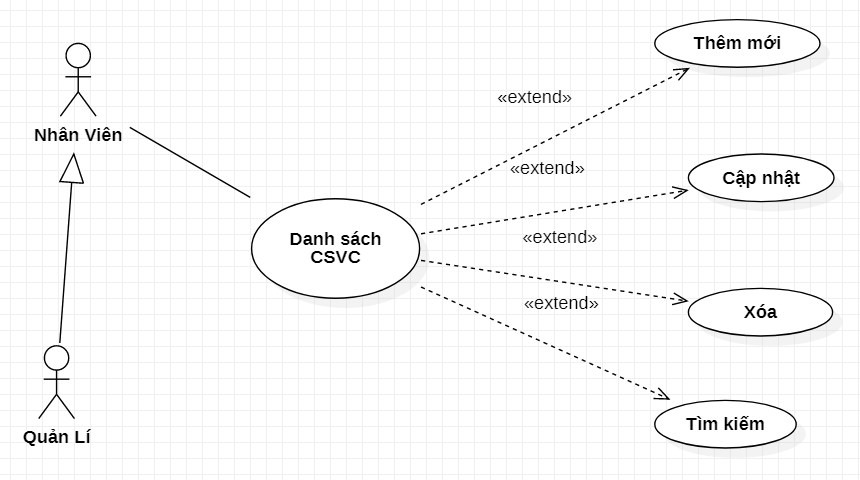 Thêm mới
«extend»
Nhân Viên
«extend»
Cập nhật
«extend»
Danh sách
CSVC
«extend»
Xóa
Tìm kiếm
Quản Lí